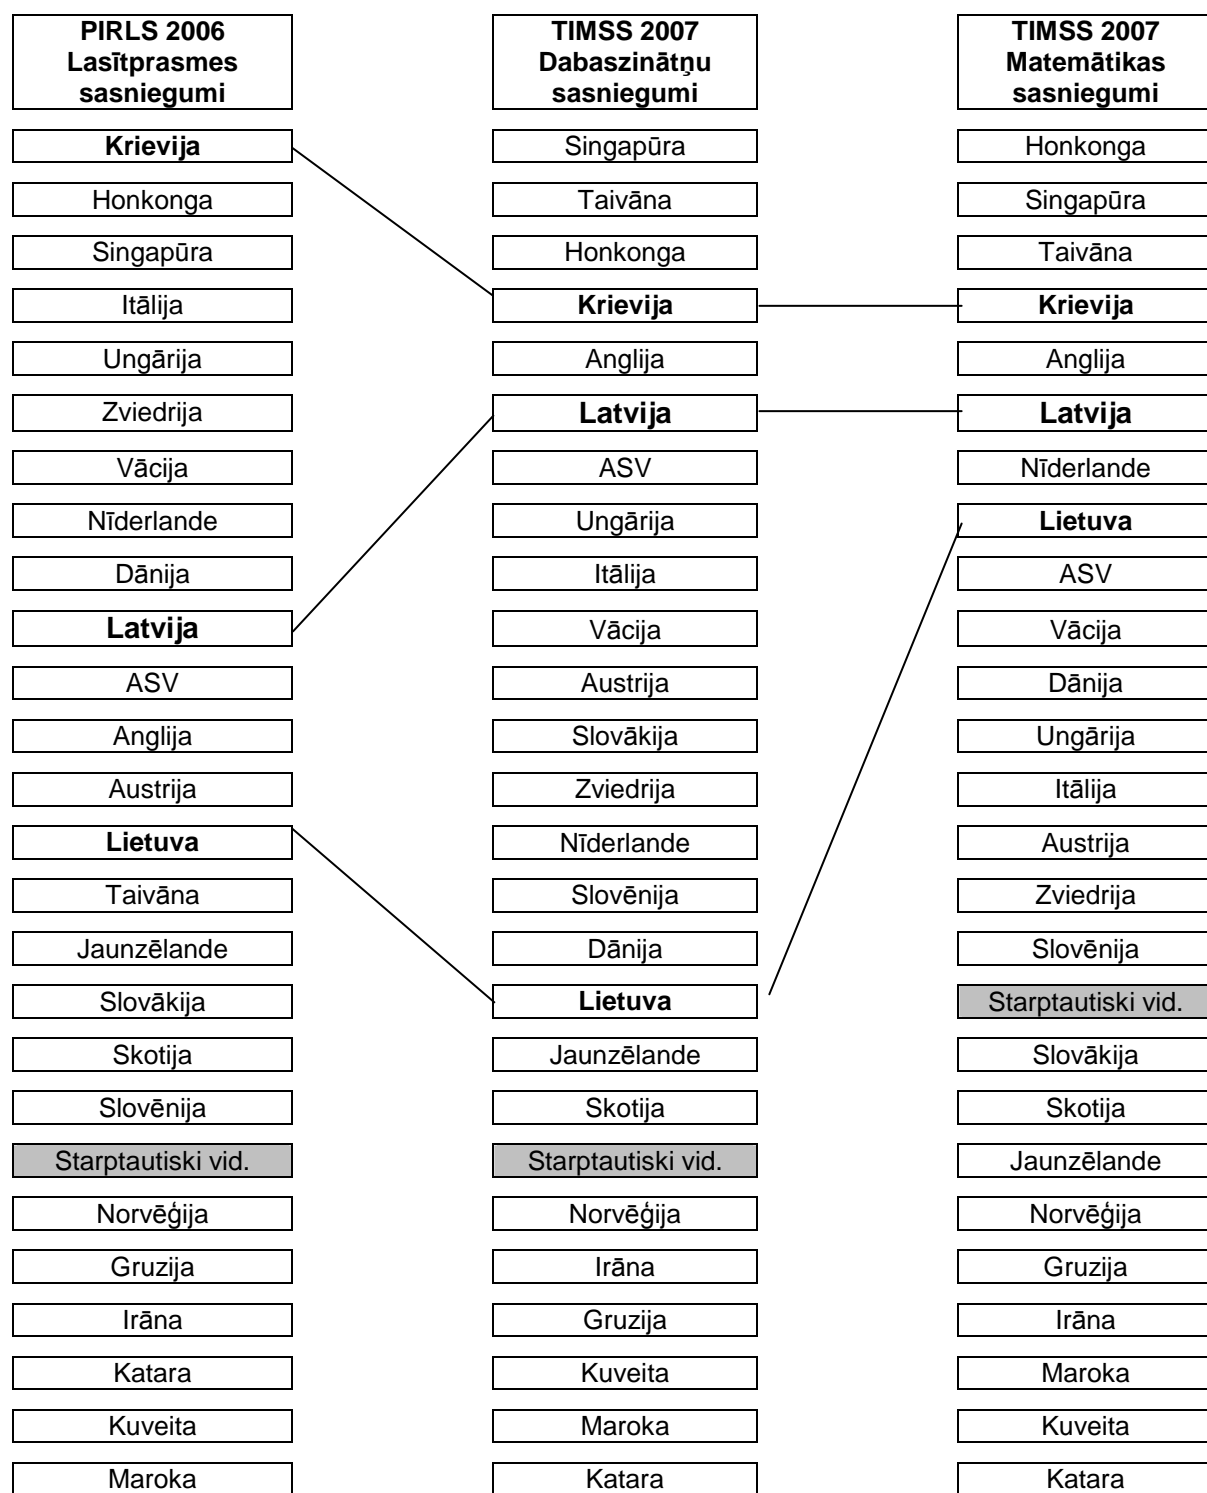 PIRLS 2006
Lasītprasmes
sasniegumi
Krievija
Honkonga
Singapūra
Itālija
Ungārija
Zviedrija
Vācija
Nīderlande
Dānija
Latvija
ASV
Anglija
Austrija
Lietuva
Taivāna
Jaunzēlande
Slovākija
Skotija
Slovēnija
Starptautiski vid.
Norvēģija
Gruzija
Irāna
Katara
Kuveita
Maroka
TIMSS 2007
Dabaszinātņu
sasniegumi
Singapūra
Taivāna
Honkonga
Krievija
Anglija
Latvija
ASV
Ungārija
Itālija
Vācija
Austrija
Slovākija
Zviedrija
Nīderlande
Slovēnija
Dānija
Lietuva
Jaunzēlande
Skotija
Starptautiski vid.
Norvēģija
Irāna
Gruzija
Kuveita
Maroka
Katara
TIMSS 2007
Matemātikas
sasniegumi
Honkonga
Singapūra
Taivāna
Krievija
Anglija
Latvija
Nīderlande
Lietuva
ASV
Vācija
Dānija
Ungārija
Itālija
Austrija
Zviedrija
Slovēnija
Starptautiski vid.
Slovākija
Skotija
Jaunzēlande
Norvēģija
Gruzija
Irāna
Maroka
Kuveita
Katara